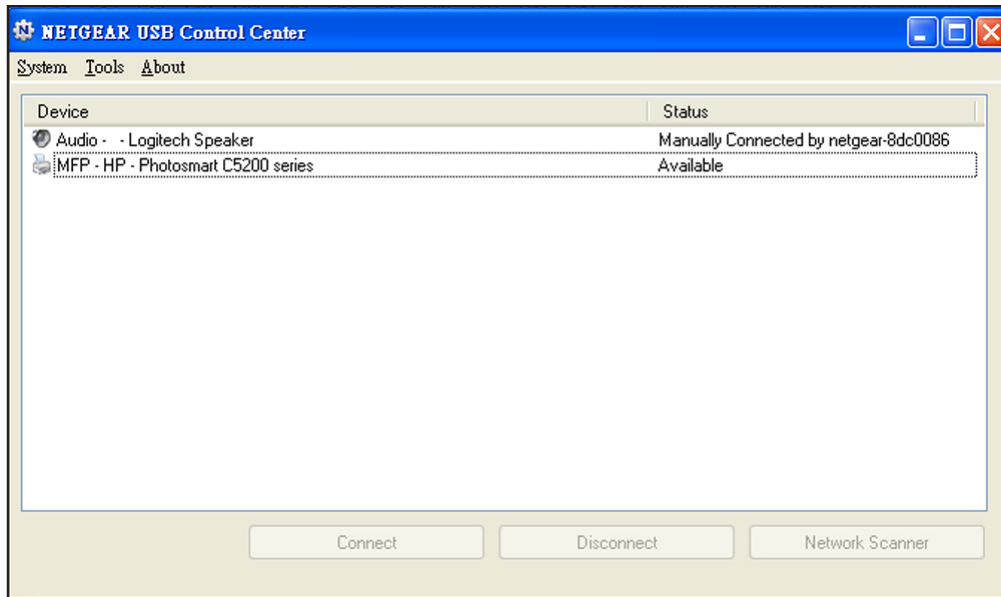 NETGEAR USB Control Center
System Tools About
Device Status
Audio - - Logitech Speaker Manually Connected by netgear-8dc0086
MFP - HP - Photosmart C5200 series Available
Connect Disconnect Network Scanner